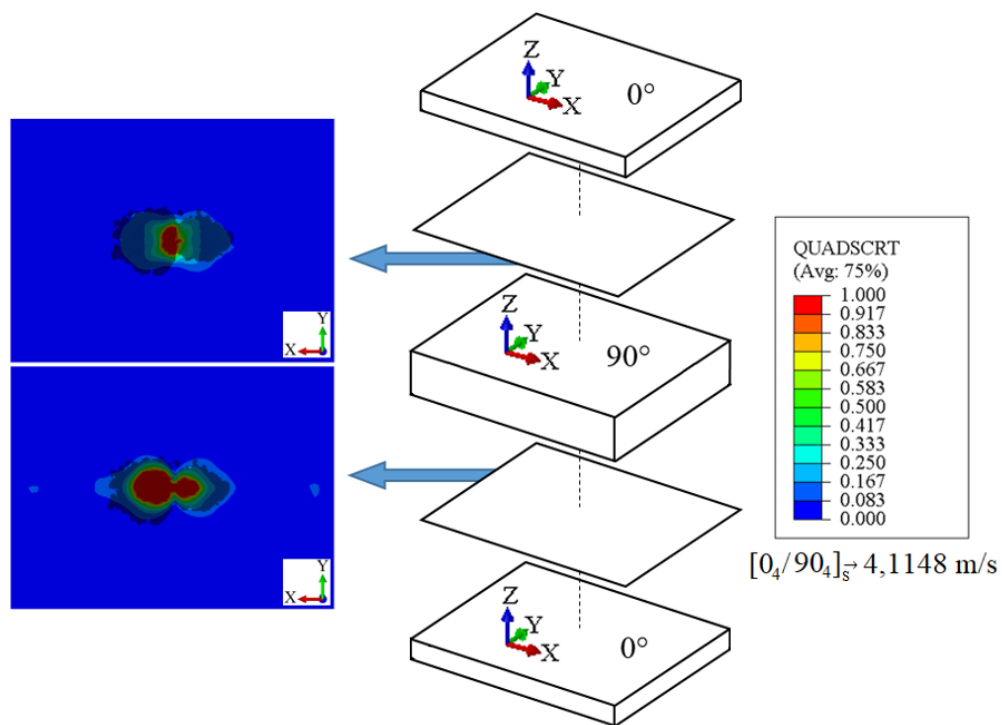 Z
Y
X
0°
Y
X
Z
Y
X
90°
Y
X
Z
Y
X
0°
QUADSCRT
(Avg: 75%)
1.000
0.917
0.833
0.750
0.667
0.583
0.500
0.417
0.333
0.250
0.167
0.083
0.000
[0₄/90₄]ₛ→ 4,1148 m/s